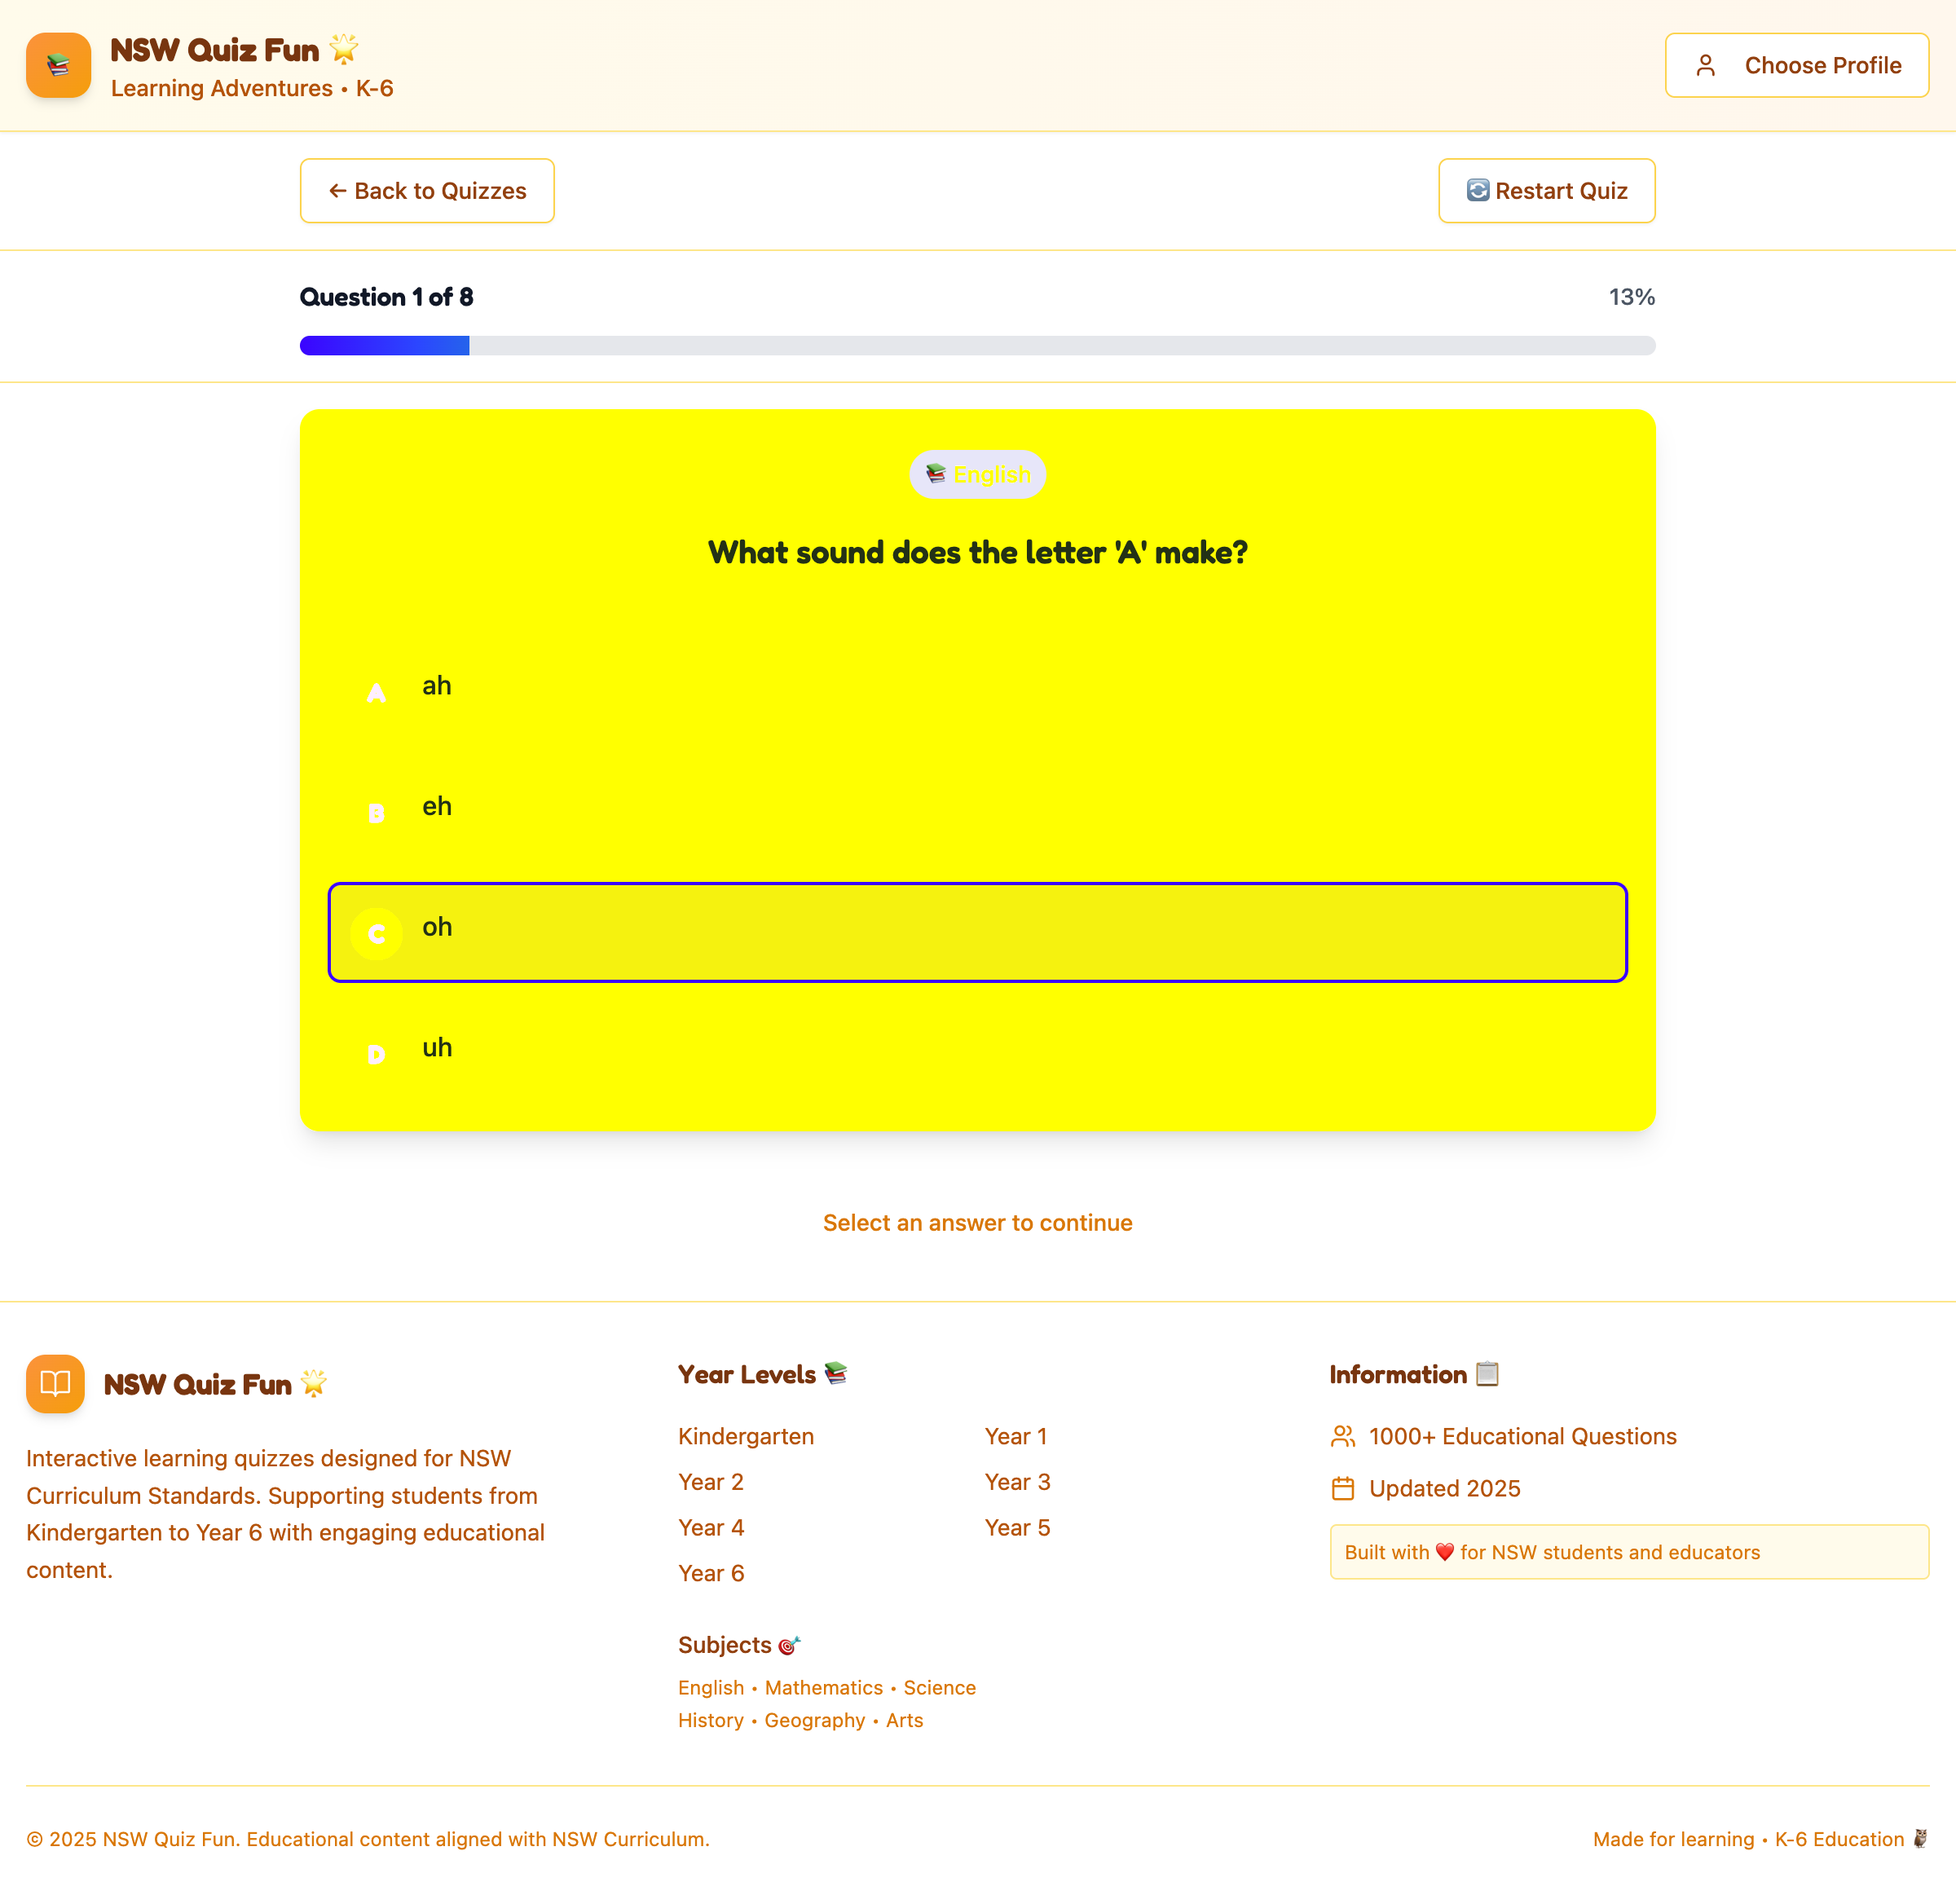 NSW Quiz Fun 🌟
Learning Adventures • K-6
Choose Profile
← Back to Quizzes
🔄 Restart Quiz
Question 1 of 8
13%
📚 English
What sound does the letter 'A' make?
A ah
B eh
C oh
D uh
Select an answer to continue
NSW Quiz Fun 🌟
Interactive learning quizzes designed for NSW
Curriculum Standards. Supporting students from
Kindergarten to Year 6 with engaging educational
content.
Year Levels 📚
Kindergarten
Year 1
Year 2
Year 3
Year 4
Year 5
Year 6
Subjects 🎯
English • Mathematics • Science
History • Geography • Arts
Information 📋
1000+ Educational Questions
Updated 2025
Built with ❤️ for NSW students and educators
© 2025 NSW Quiz Fun. Educational content aligned with NSW Curriculum.
Made for learning • K-6 Education 🦉